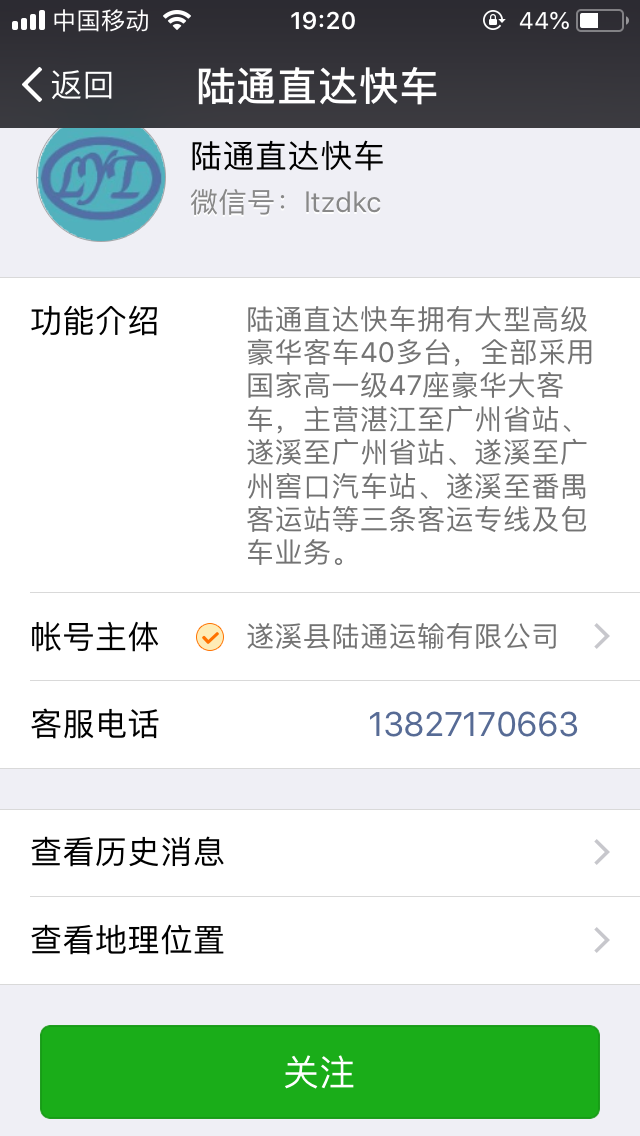 中国移动 19:20 44%
返回 陆通直达快车
LYT
陆通直达快车
微信号：ltzdkc
功能介绍
陆通直达快车拥有大型高级
豪华客车40多台，全部采用
国家高一级47座豪华大客
车，主营湛江至广州省站、
遂溪至广州省站、遂溪至广
州窖口汽车站、遂溪至番禺
客运站等三条客运专线及包
车业务。
帐号主体 遂溪县陆通运输有限公司
客服电话 13827170663
查看历史消息
查看地理位置
关注